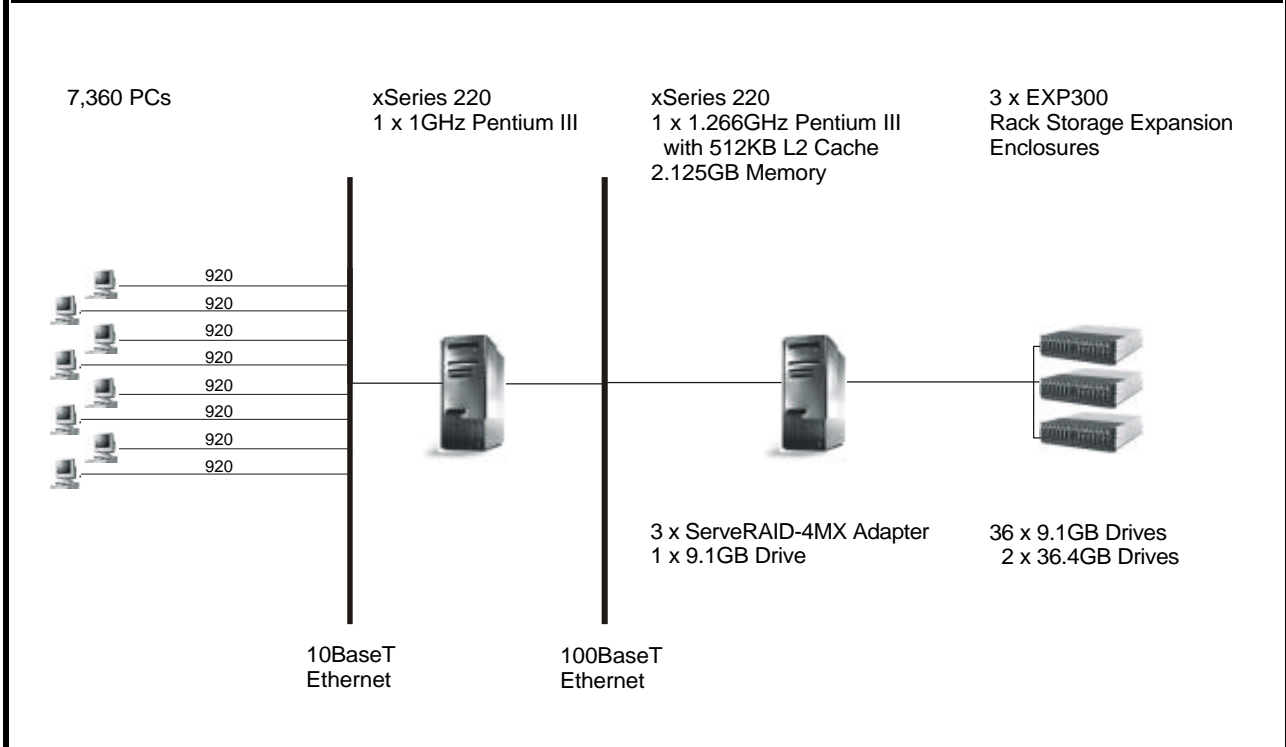 7,360 PCs
xSeries 220
1 x 1GHz Pentium III
xSeries 220
1 x 1.266GHz Pentium III
with 512KB L2 Cache
2.125GB Memory
3 x EXP300
Rack Storage Expansion
Enclosures
920
920
920
920
920
920
920
920
3 x ServeRAID-4MX Adapter
1 x 9.1GB Drive
36 x 9.1GB Drives
2 x 36.4GB Drives
10BaseT
Ethernet
100BaseT
Ethernet